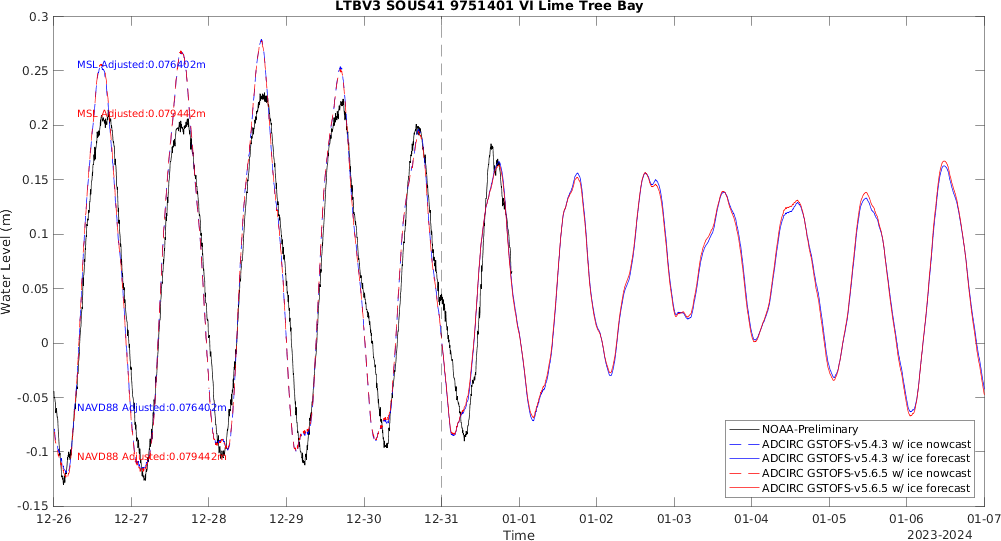 LTBV3 SOUS41 9751401 VI Lime Tree Bay
0.3
0.25
0.2
0.15
0.1
0.05
0
-0.05
-0.1
-0.15
Water Level (m)
MSL Adjusted:0.076402m
MSL Adjusted:0.079442m
NAVD88 Adjusted:0.076402m
NAVD88 Adjusted:0.079442m
NOAA-Preliminary
ADCIRC GSTOFS-v5.4.3 w/ ice nowcast
ADCIRC GSTOFS-v5.4.3 w/ ice forecast
ADCIRC GSTOFS-v5.6.5 w/ ice nowcast
ADCIRC GSTOFS-v5.6.5 w/ ice forecast
12-26 12-27 12-28 12-29 12-30 12-31 01-01 01-02 01-03 01-04 01-05 01-06 01-07
Time
2023-2024